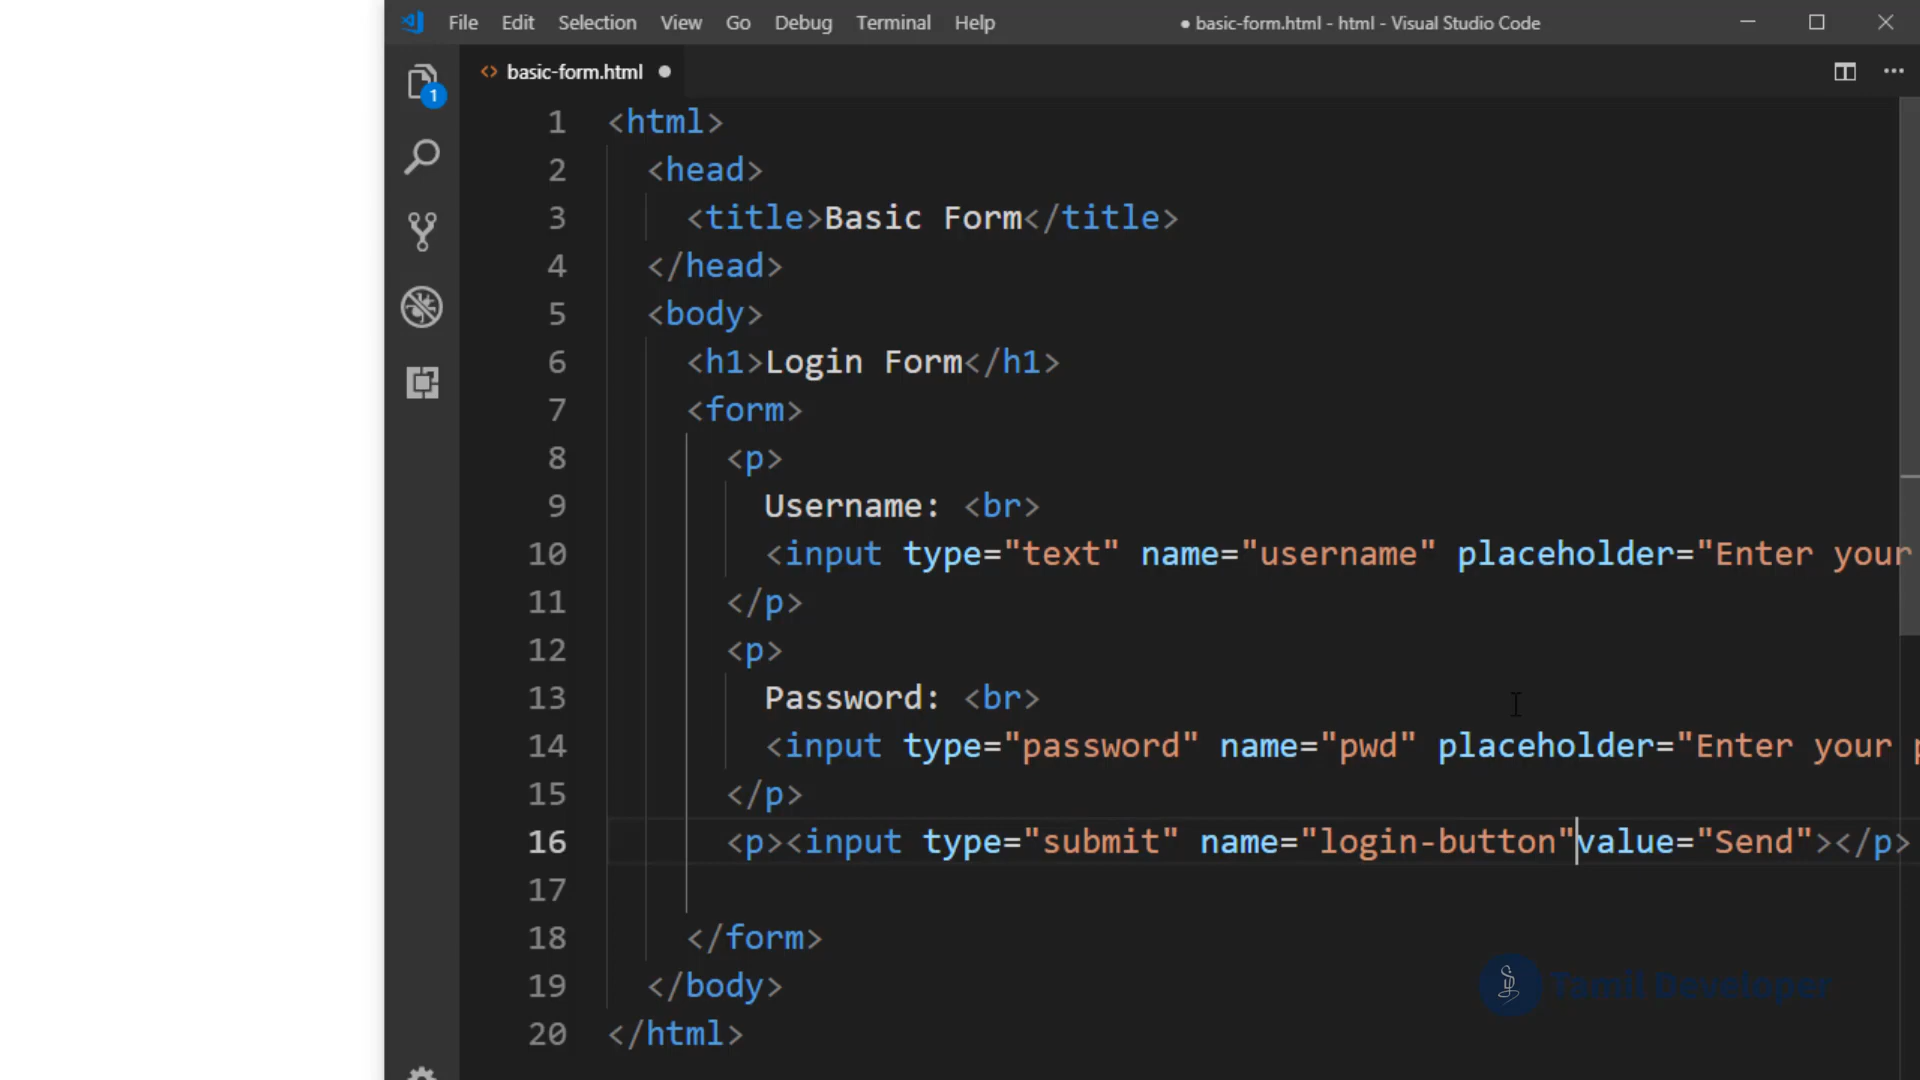 File Edit Selection View Go Debug Terminal Help ● basic-form.html - html - Visual Studio Code
<> basic-form.html ●
1
1 <html>
2 <head>
3 <title>Basic Form</title>
4 </head>
5 <body>
6 <h1>Login Form</h1>
7 <form>
8 <p>
9 Username: <br>
10 <input type="text" name="username" placeholder="Enter your
11 </p>
12 <p>
13 Password: <br>
14 <input type="password" name="pwd" placeholder="Enter your p
15 </p>
16 <p><input type="submit" name="login-button"value="Send"></p>
17
18 </form>
19 </body>
20 </html>
Tamil Developer